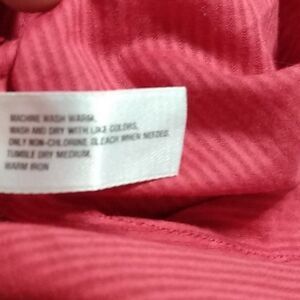 MACHINE WASH WARM,
WASH AND DRY WITH LIKE COLORS,
ONLY NON-CHLORINE BLEACH WHEN NEEDED.
TUMBLE DRY MEDIUM.
WARM IRON